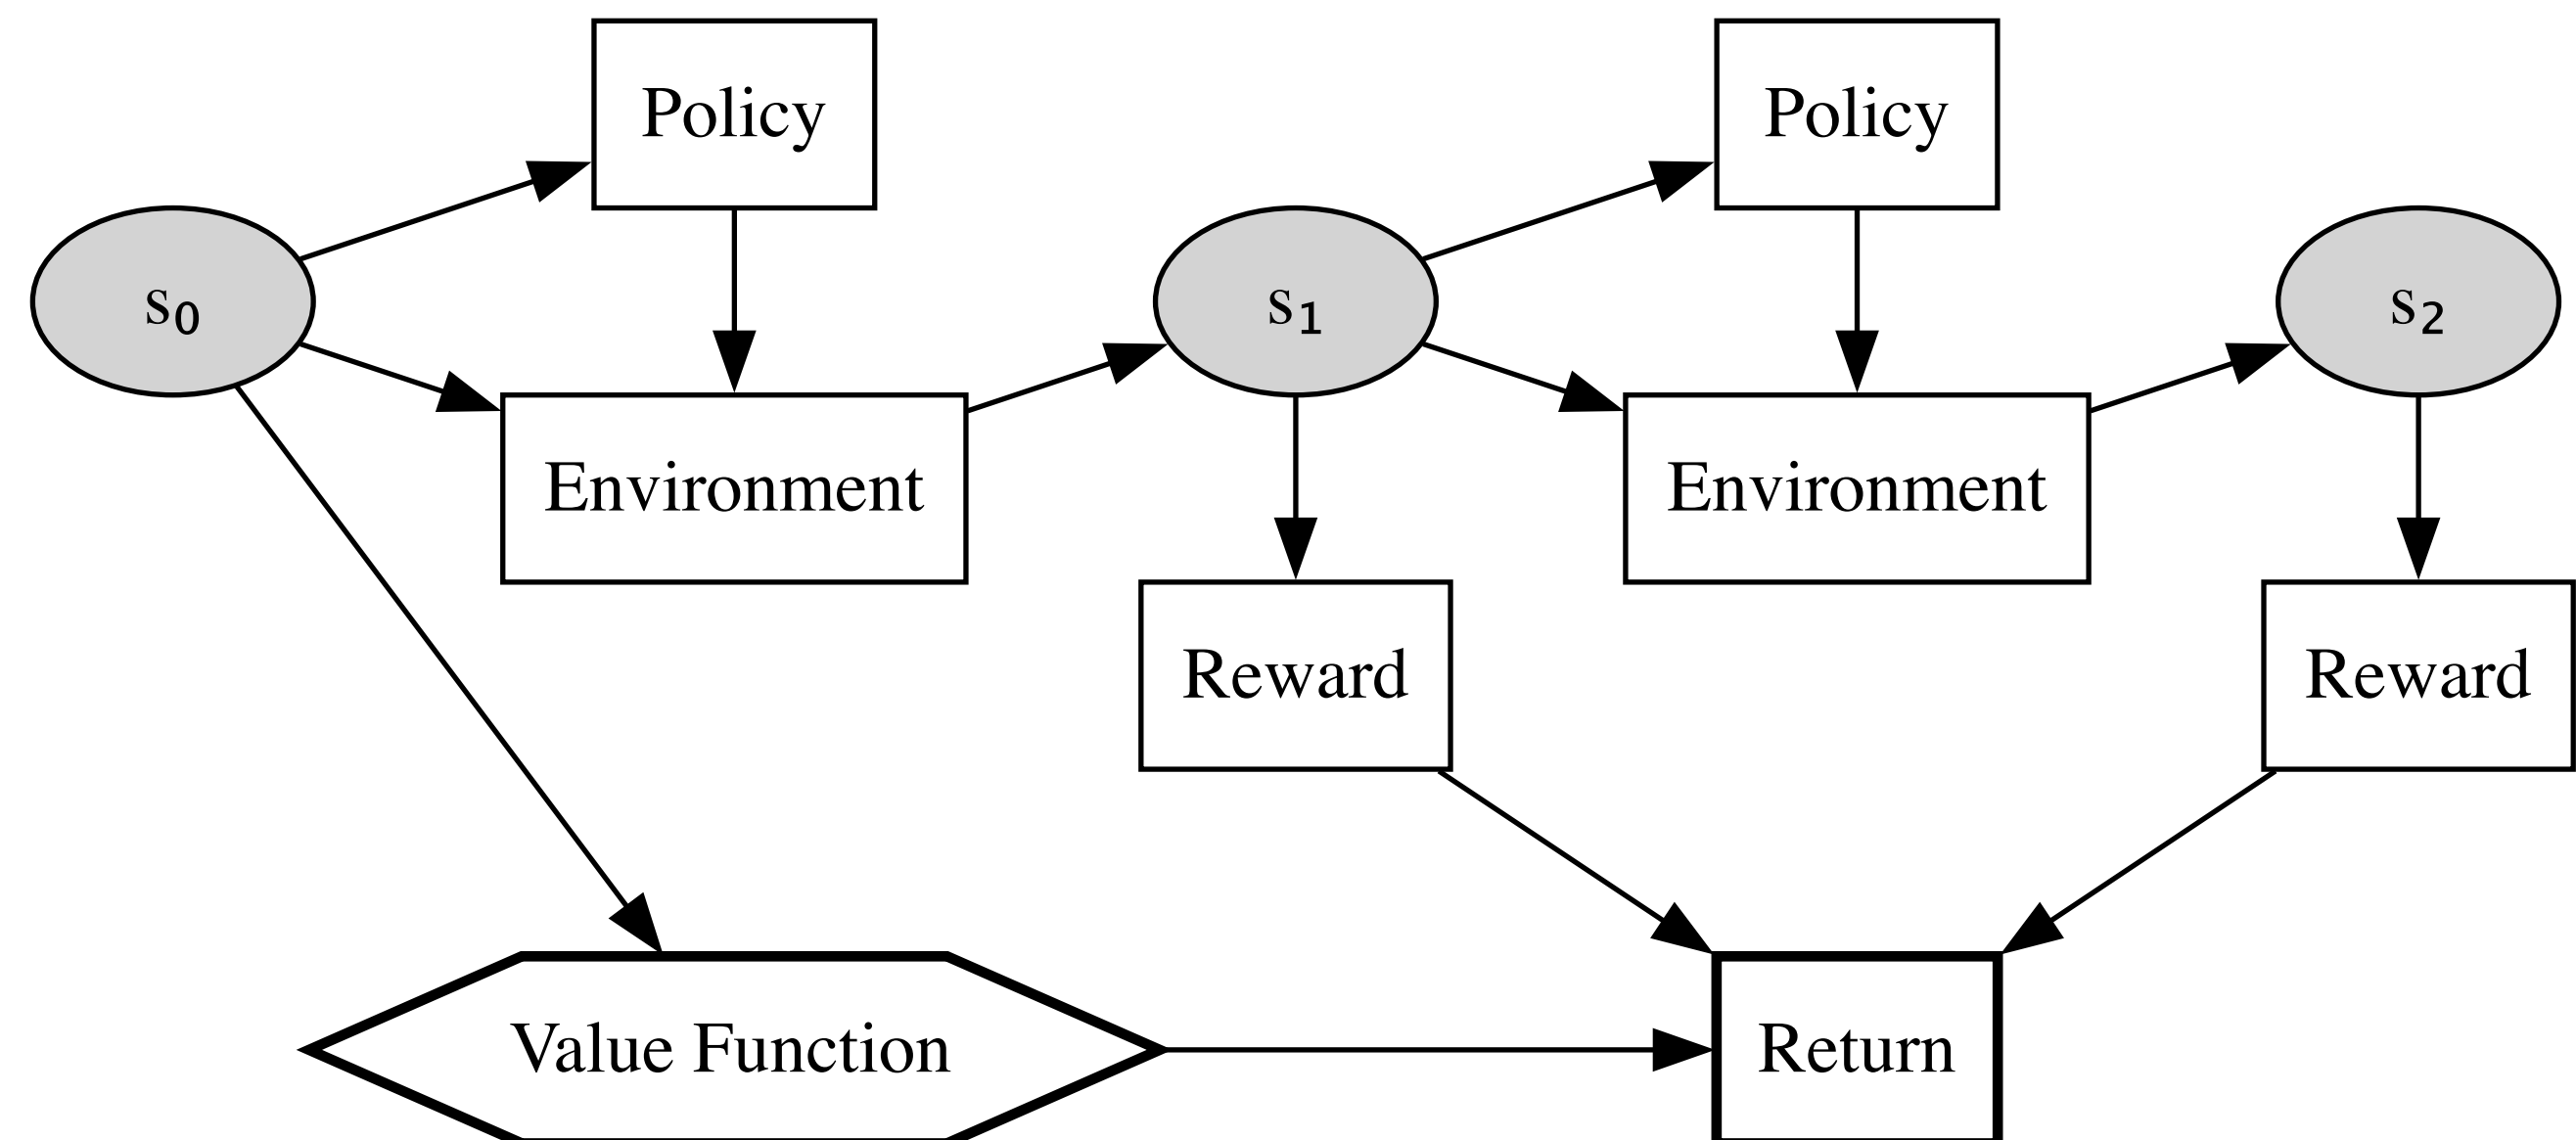 Policy
Policy
s₀
s₁
s₂
Environment
Environment
Reward
Reward
Value Function
Return